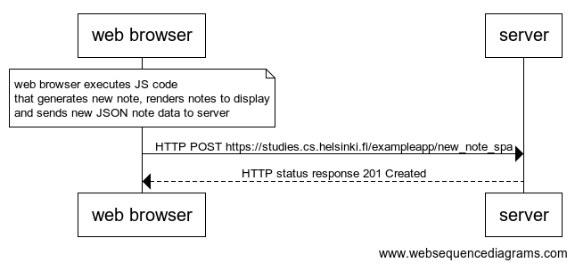 web browser
server
web browser executes JS code
that generates new note, renders notes to display
and sends new JSON note data to server
HTTP POST https://studies.cs.helsinki.fi/exampleapp/new_note_spa
HTTP status response 201 Created
web browser
server
www.websequencediagrams.com